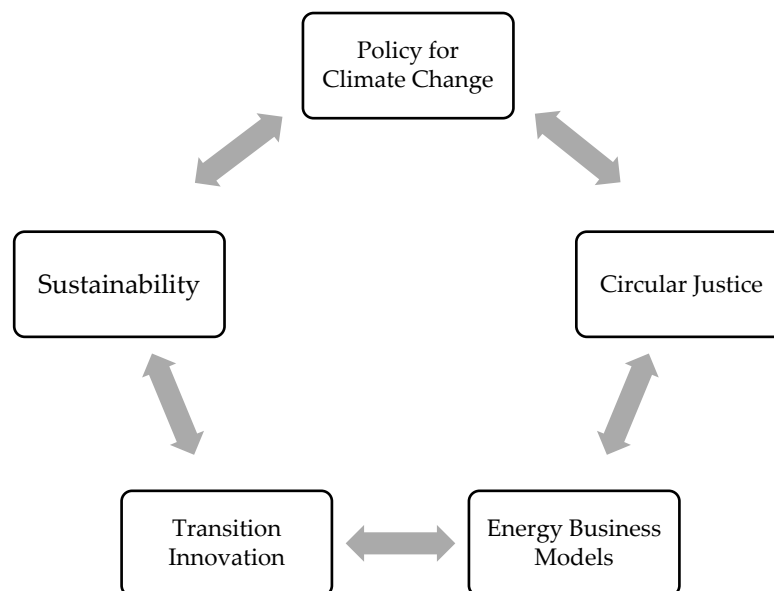 Policy for
Climate Change
Sustainability
Circular Justice
Transition
Innovation
Energy Business
Models